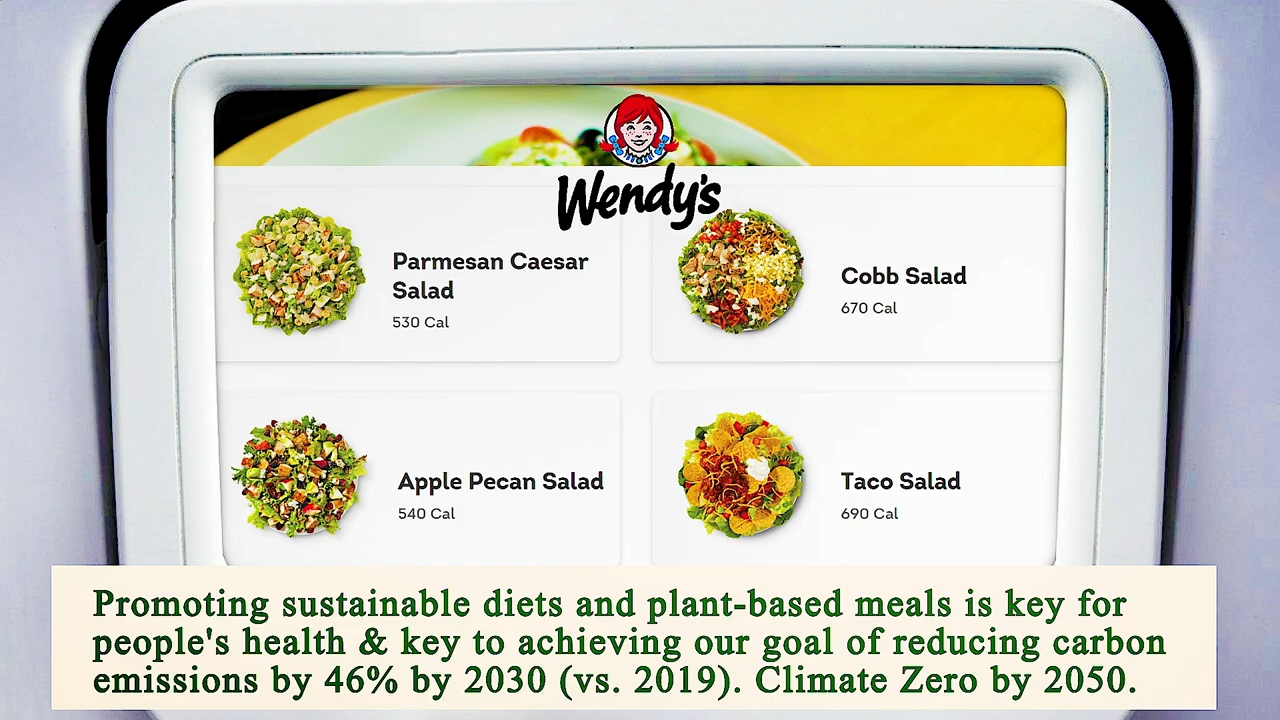 Wendy's
Parmesan Caesar
Salad
530 Cal
Cobb Salad
670 Cal
Apple Pecan Salad
540 Cal
Taco Salad
690 Cal
Promoting sustainable diets and plant-based meals is key for
people's health & key to achieving our goal of reducing carbon
emissions by 46% by 2030 (vs. 2019). Climate Zero by 2050.